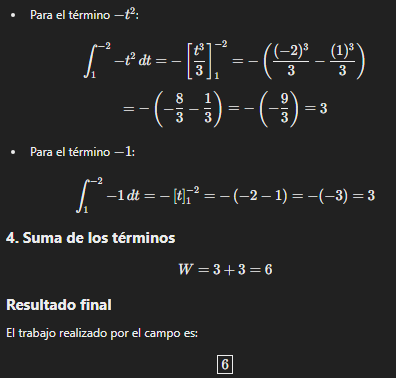 • Para el término −t²:
∫₁⁻² −t² dt = −[t³/3]₁⁻² = −((−2)³/3 − (1)³/3)
= −(−8/3 − 1/3) = −(−9/3) = 3
• Para el término −1:
∫₁⁻² −1 dt = −[t]₁⁻² = −(−2 − 1) = −(−3) = 3
4. Suma de los términos
W = 3 + 3 = 6
Resultado final
El trabajo realizado por el campo es:
6